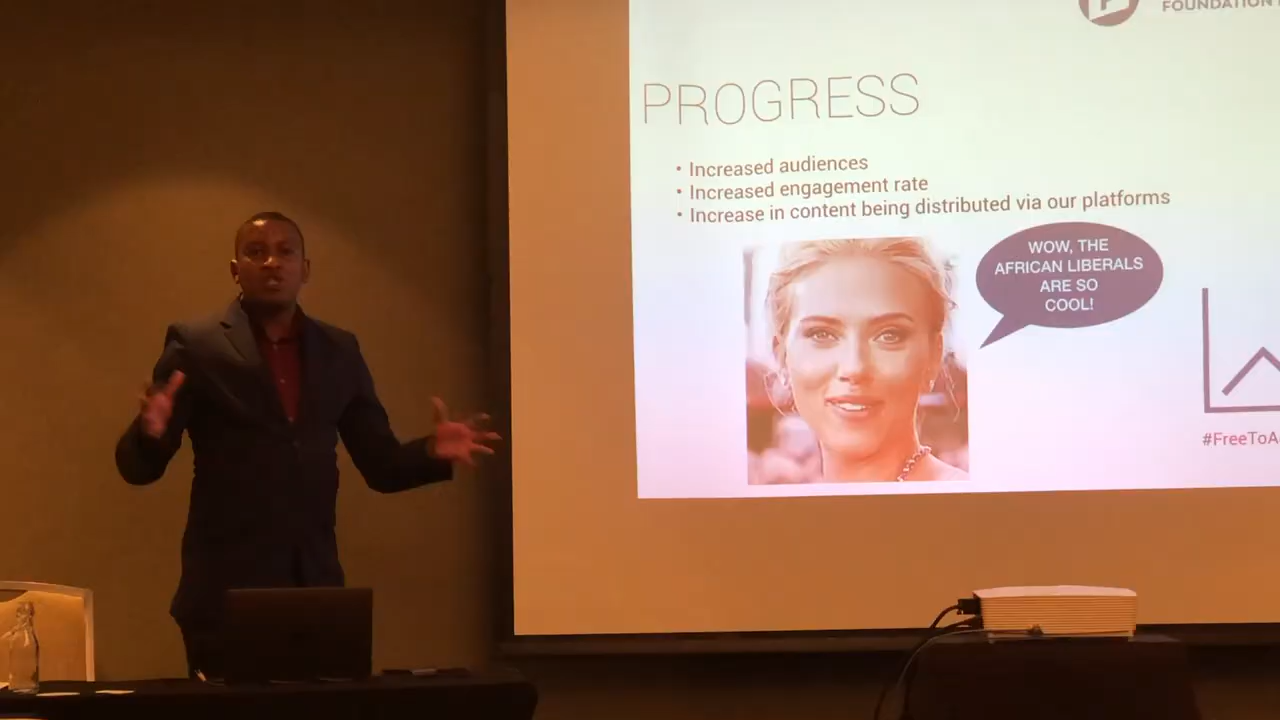 FOUNDATION
PROGRESS
• Increased audiences
• Increased engagement rate
• Increase in content being distributed via our platforms
WOW, THE
AFRICAN LIBERALS
ARE SO
COOL!
#FreeToA